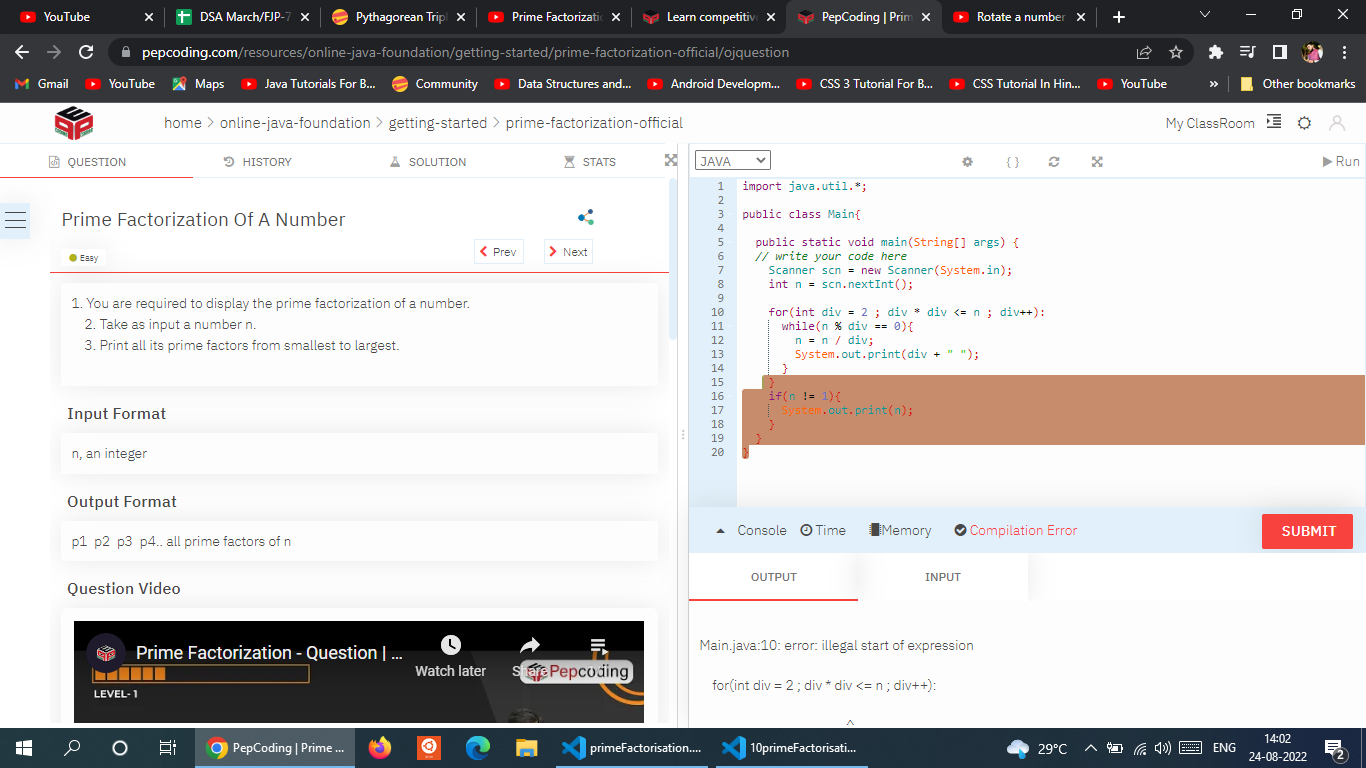 YouTube
DSA March/FJP-7
Pythagorean Tripl
Prime Factorizatio
Learn competitive
PepCoding | Prim
Rotate a number
pepcoding.com/resources/online-java-foundation/getting-started/prime-factorization-official/ojquestion
Gmail
YouTube
Maps
Java Tutorials For B...
Community
Data Structures and...
Android Developm...
CSS 3 Tutorial For B...
CSS Tutorial In Hin...
YouTube
»
Other bookmarks
PEP
home > online-java-foundation > getting-started > prime-factorization-official
My ClassRoom
QUESTION
HISTORY
SOLUTION
STATS
JAVA
{ }
Run
Prime Factorization Of A Number
Easy
Prev
Next
1. You are required to display the prime factorization of a number.
2. Take as input a number n.
3. Print all its prime factors from smallest to largest.
Input Format
n, an integer
Output Format
p1 p2 p3 p4.. all prime factors of n
Question Video
Prime Factorization - Question | ...
Watch later
Share
Pepcoding
LEVEL- 1
1 import java.util.*;
2
3 public class Main{
4
5 public static void main(String[] args) {
6 // write your code here
7 Scanner scn = new Scanner(System.in);
8 int n = scn.nextInt();
9
10 for(int div = 2 ; div * div <= n ; div++):
11 while(n % div == 0){
12 n = n / div;
13 System.out.print(div + " ");
14 }
15 }
16 if(n != 1){
17 System.out.print(n);
18 }
19 }
20 }
Console
Time
Memory
Compilation Error
SUBMIT
OUTPUT
INPUT
Main.java:10: error: illegal start of expression
for(int div = 2 ; div * div <= n ; div++):
^
PepCoding | Prime ...
primeFactorisation....
10primeFactorisati...
29°C
ENG
14:02
24-08-2022
2